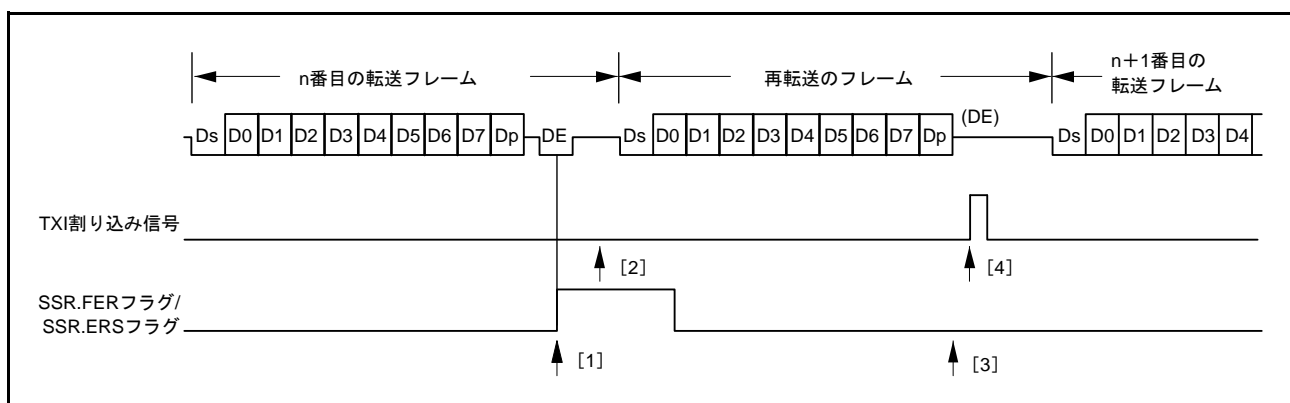 n番目の転送フレーム
再転送のフレーム
n+1番目の
転送フレーム
Ds D0 D1 D2 D3 D4 D5 D6 D7 Dp DE
Ds D0 D1 D2 D3 D4 D5 D6 D7 Dp (DE)
Ds D0 D1 D2 D3 D4
TXI割り込み信号
[2]
[4]
SSR.FERフラグ/
SSR.ERSフラグ
[1]
[3]